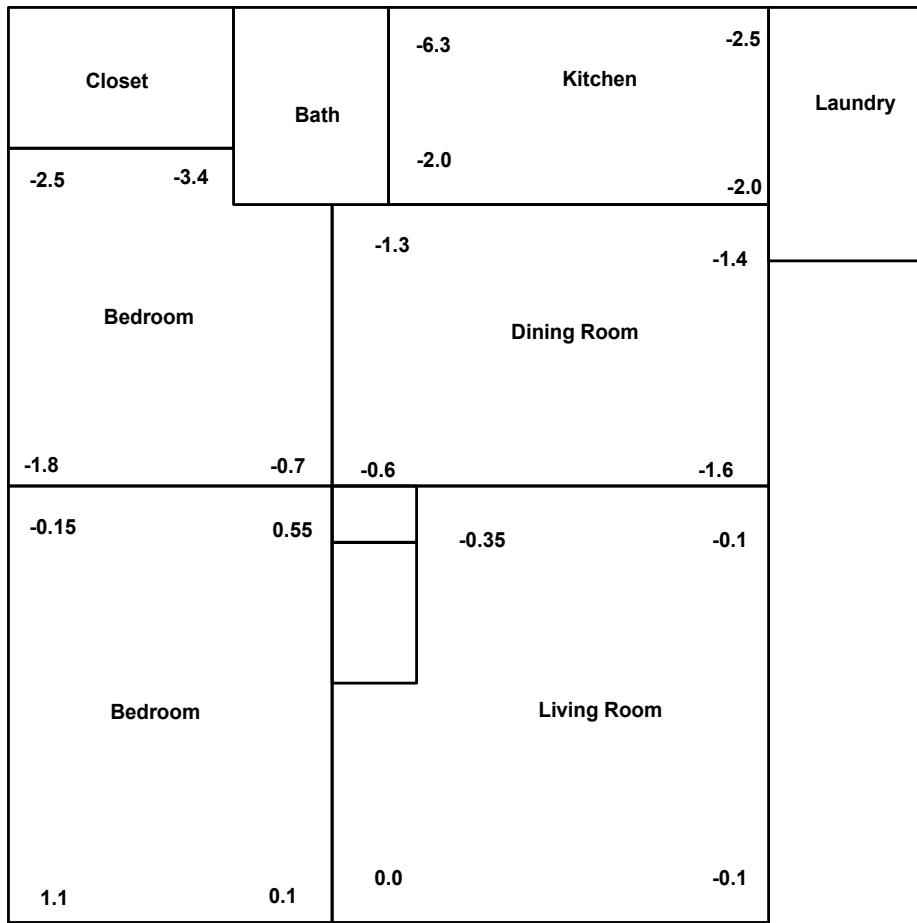 -6.3 -2.5
Closet Kitchen
Bath Laundry
-2.5 -3.4 -2.0 -2.0
-1.3 -1.4
Bedroom Dining Room
-1.8 -0.7 -0.6 -1.6
-0.15 0.55 -0.35 -0.1
Bedroom Living Room
1.1 0.1 0.0 -0.1